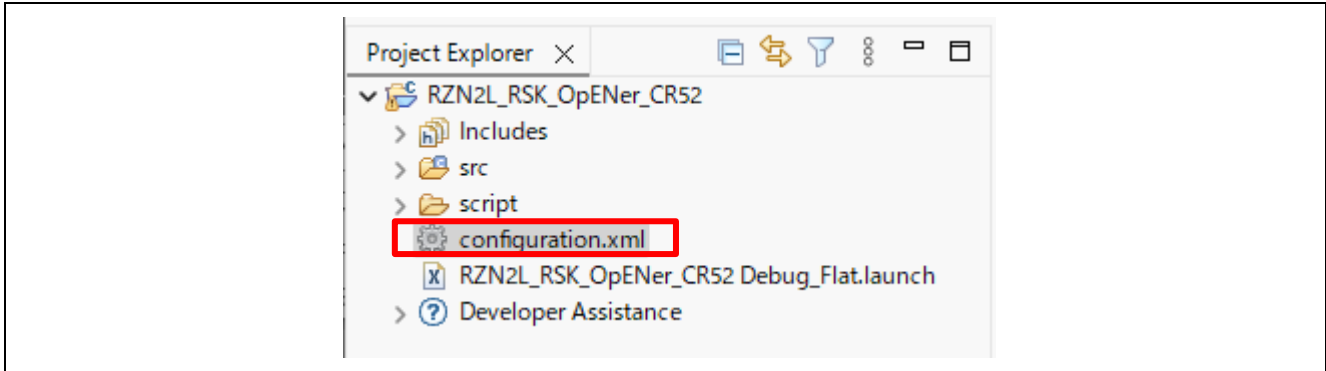 Project Explorer
RZN2L_RSK_OpENer_CR52
Includes
src
script
configuration.xml
RZN2L_RSK_OpENer_CR52 Debug_Flat.launch
Developer Assistance